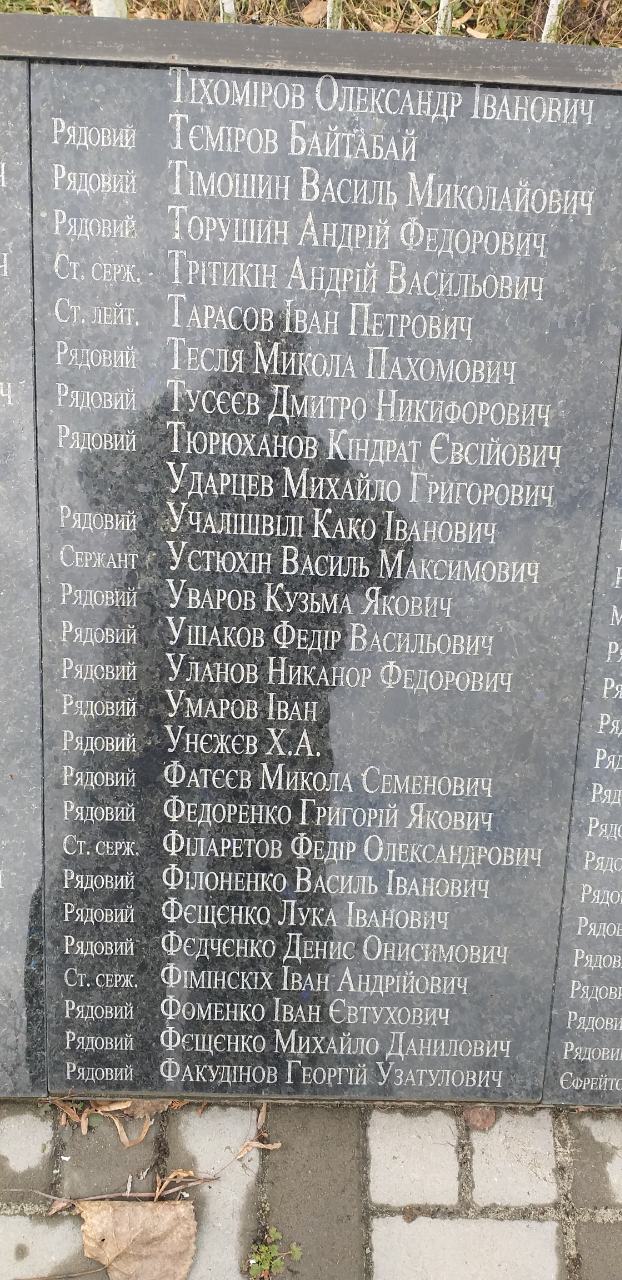 Тіхоміров Олександр Іванович
Рядовий Тєміров Байтабай
Рядовий Тімошин Василь Миколайович
Рядовий Торушин Андрій Федорович
Ст. серж. Трітикін Андрій Васильович
Ст. лейт. Тарасов Іван Петрович
Рядовий Тесля Микола Пахомович
Рядовий Тусєєв Дмитро Никифорович
Рядовий Тюрюханов Кіндрат Євсійович
Ударцев Михайло Григорович
Рядовий Учалішвілі Како Іванович
Сержант Устюхін Василь Максимович
Рядовий Уваров Кузьма Якович
Рядовий Ушаков Федір Васильович
Рядовий Уланов Никанор Федорович
Рядовий Умаров Іван
Рядовий Унєжєв Х.А.
Рядовий Фатєєв Микола Семенович
Рядовий Федоренко Григорій Якович
Ст. серж. Філаретов Федір Олександрович
Рядовий Філоненко Василь Іванович
Рядовий Фєщєнко Лука Іванович
Рядовий Фєдчєнко Денис Онисимович
Ст. серж. Фімінскіх Іван Андрійович
Рядовий Фоменко Іван Євтухович
Рядовий Фєщєнко Михайло Данилович
Рядовий Факудінов Георгій Узатулович